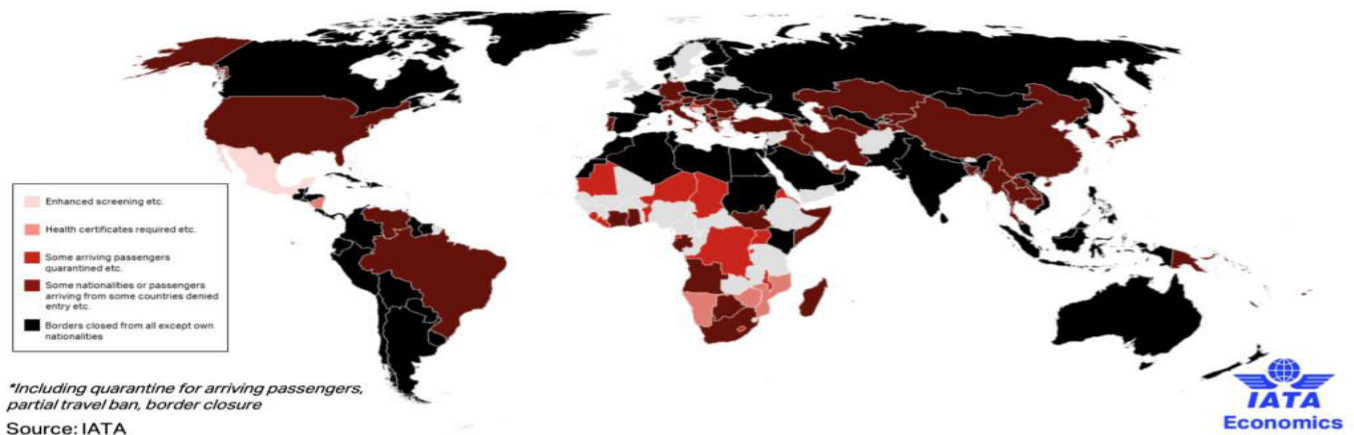 Enhanced screening etc.
Health certificates required etc.
Some arriving passengers
quarantined etc.
Some nationalities or passengers
arriving from some countries denied
entry etc.
Borders closed from all except own
nationalities
*Including quarantine for arriving passengers,
partial travel ban, border closure
Source: IATA
IATA
Economics